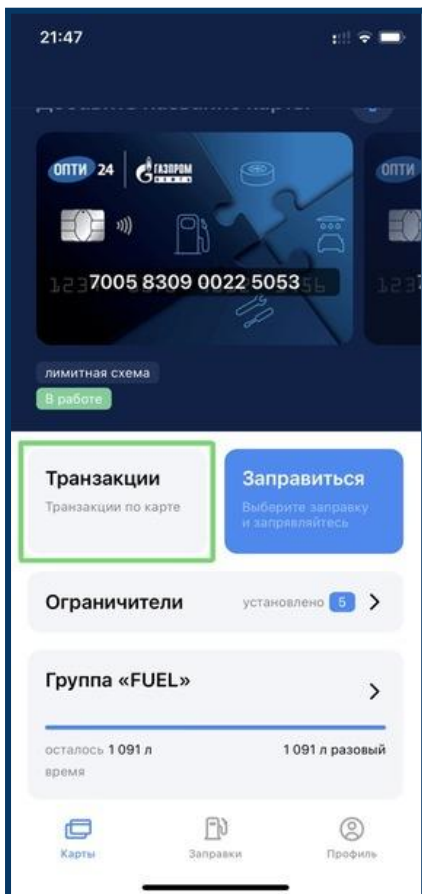 21:47
ОПТИ 24
ГАЗПРОМ
НЕФТЬ
ОПТИ
7005 8309 0022 5053
лимитная схема
В работе
Транзакции
Транзакции по карте
Заправиться
Выберите заправку
и заправляйтесь
Ограничители
установлено 5
Группа «FUEL»
осталось 1 091 л
1 091 л разовый
время
Карты
Заправки
Профиль